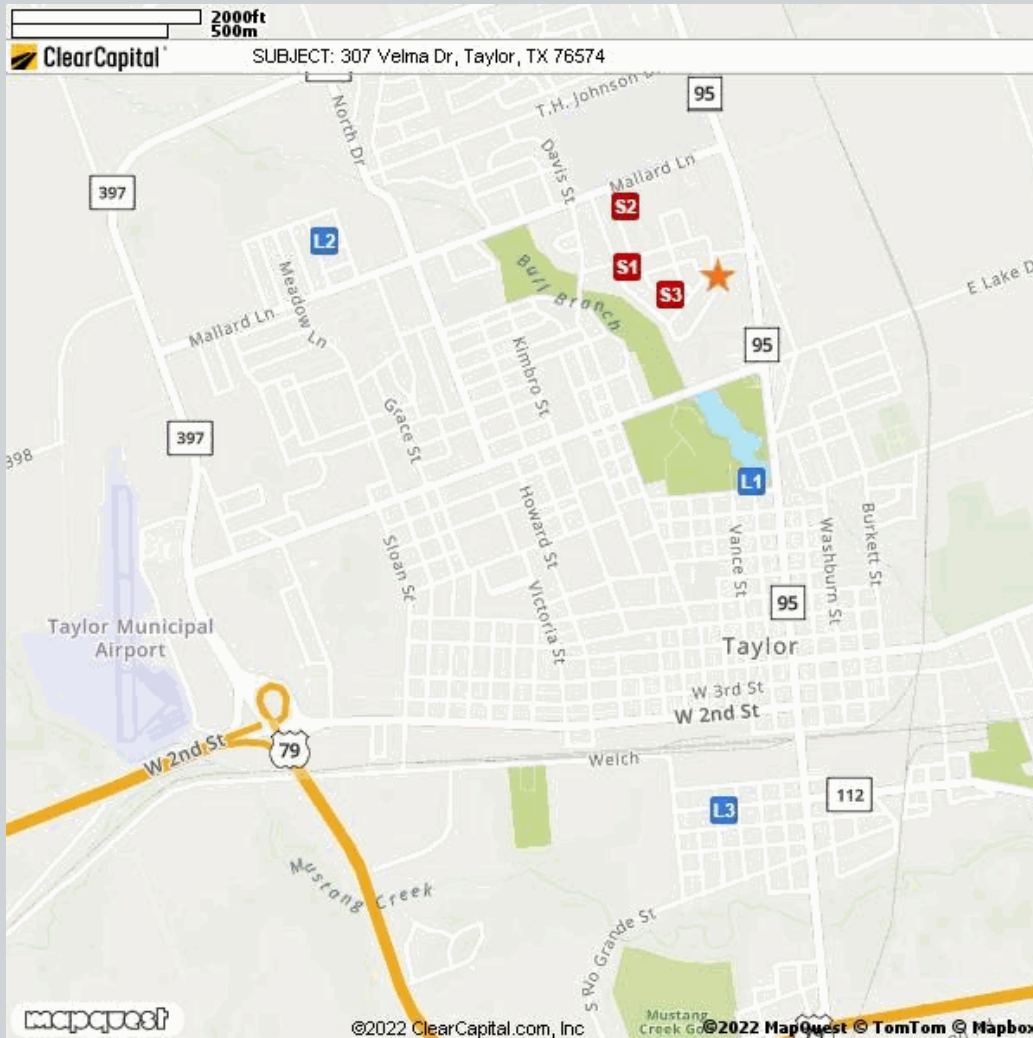 2000ft
500m
ClearCapital
SUBJECT: 307 Velma Dr, Taylor, TX 76574
95
T.H. Johnson Dr
North Dr
Davis St
Mallard Ln
397
S2
L2
Bull Branch
S1
S3
E Lake D
Meadow Ln
Mallard Ln
95
Kimbro St
Grace St
397
398
L1
Howard St
Vance St
Washburn St
Burkett St
Sloan St
Victoria St
95
Taylor Municipal
Airport
Taylor
W 3rd St
W 2nd St
W 2nd St
79
Welch
112
L3
Mustang Creek
S Rio Grande St
Mustang
Creek Go
mapquest
©2022 ClearCapital.com, Inc
©2022 MapQuest © TomTom © Mapbox